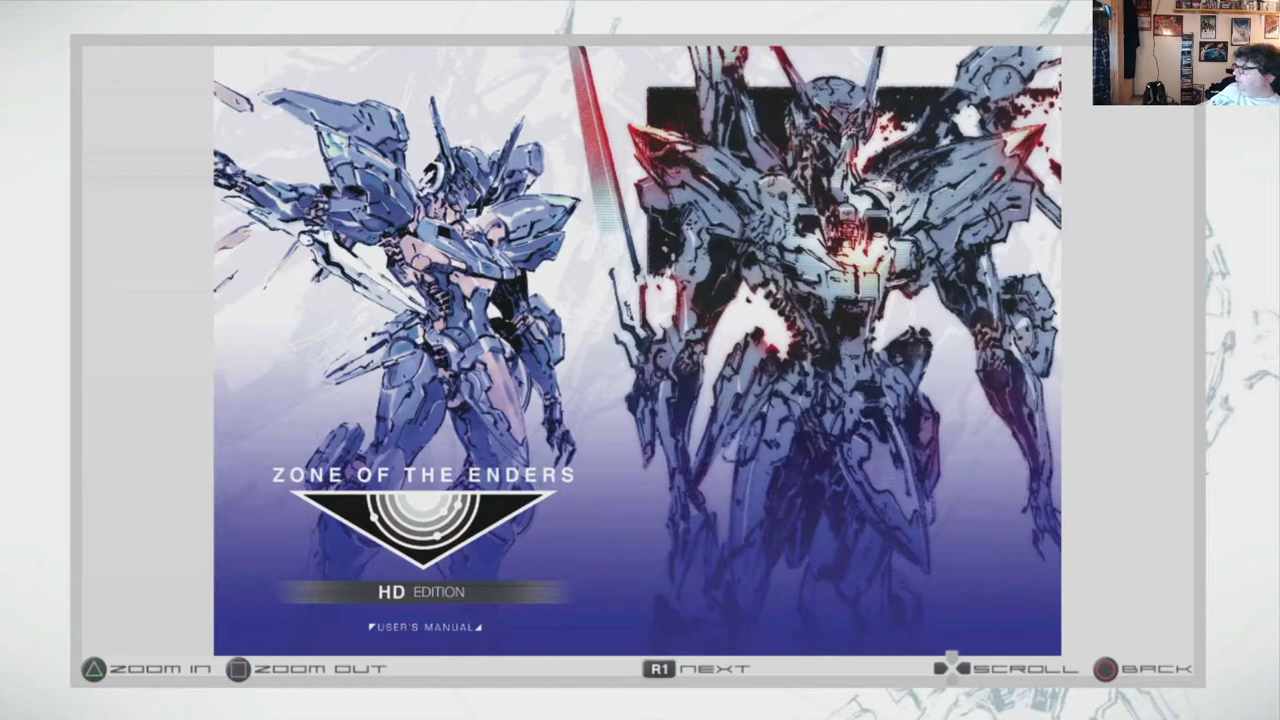 ZONE OF THE ENDERS
HD EDITION
USER'S MANUAL
ZOOM IN
ZOOM OUT
R1 NEXT
SCROLL
BACK